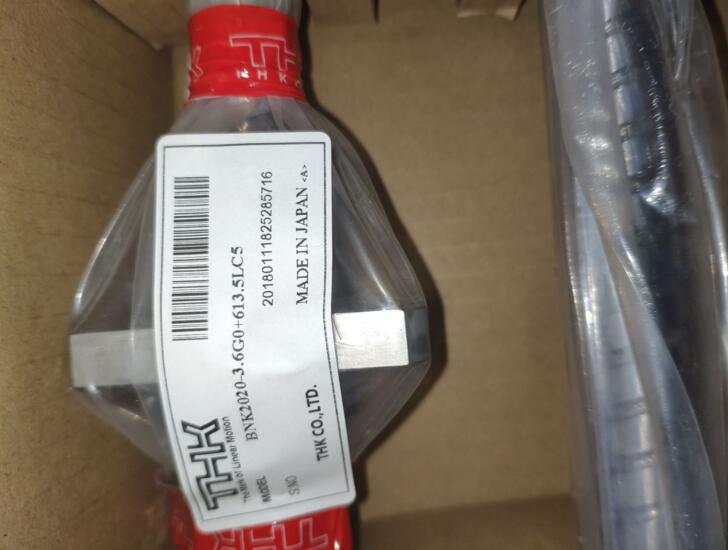 THK
THK
The Mark of Linear Motion
MODEL
BNK2020-3.6G0+613.5LC5
S.NO
20180111825285716
THK CO.,LTD.
MADE IN JAPAN <A>